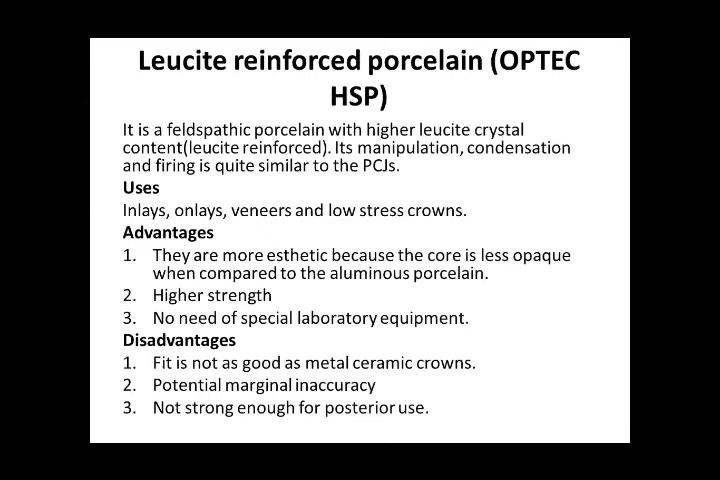 Leucite reinforced porcelain (OPTEC
HSP)
It is a feldspathic porcelain with higher leucite crystal
content(leucite reinforced). Its manipulation, condensation
and firing is quite similar to the PCJs.
Uses
Inlays, onlays, veneers and low stress crowns.
Advantages
1. They are more esthetic because the core is less opaque
when compared to the aluminous porcelain.
2. Higher strength
3. No need of special laboratory equipment.
Disadvantages
1. Fit is not as good as metal ceramic crowns.
2. Potential marginal inaccuracy
3. Not strong enough for posterior use.